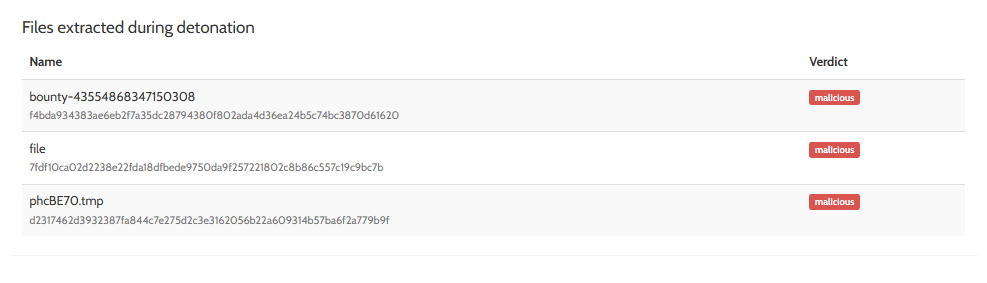 Files extracted during detonation
Name Verdict
bounty-43554868347150308 malicious
f4bda934383ae6eb2f7a35dc28794380f802ada4d36ea24b5c74bc3870d61620
file malicious
7fdf10ca02d2238e22fda18dfbede9750da9f257221802c8b86c557c19c9bc7b
phcBE70.tmp malicious
d2317462d3932387fa844c7e275d2c3e3162056b22a609314b57ba6f2a779b9f